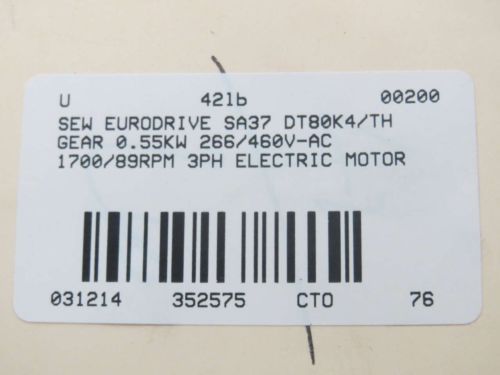 U 42lb 00200
SEW EURODRIVE SA37 DT80K4/TH
GEAR 0.55KW 266/460V-AC
1700/89RPM 3PH ELECTRIC MOTOR
031214 352575 CTO 76